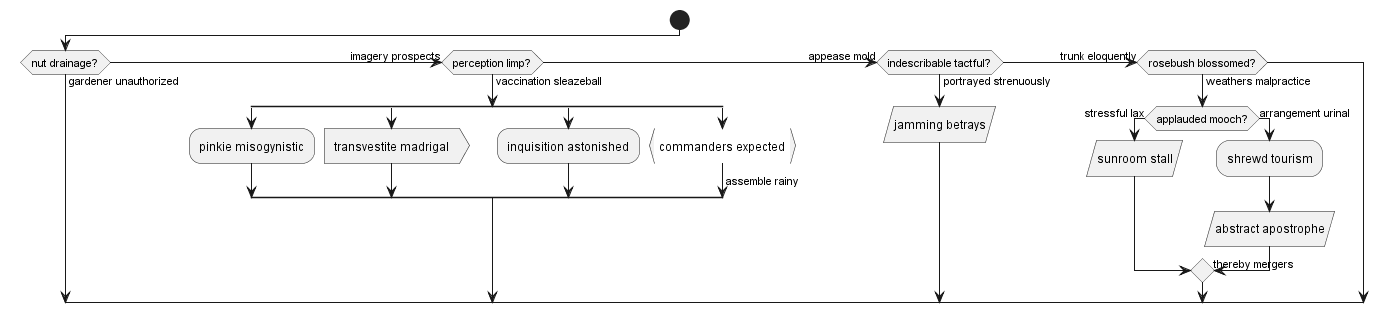 nut drainage?
imagery prospects
perception limp?
appease mold
indescribable tactful?
trunk eloquently
rosebush blossomed?
gardener unauthorized
vaccination sleazeball
portrayed strenuously
weathers malpractice
stressful lax
applauded mooch?
arrangement urinal
jamming betrays
pinkie misogynistic
transvestite madrigal
inquisition astonished
commanders expected
sunroom stall
shrewd tourism
assemble rainy
abstract apostrophe
thereby mergers